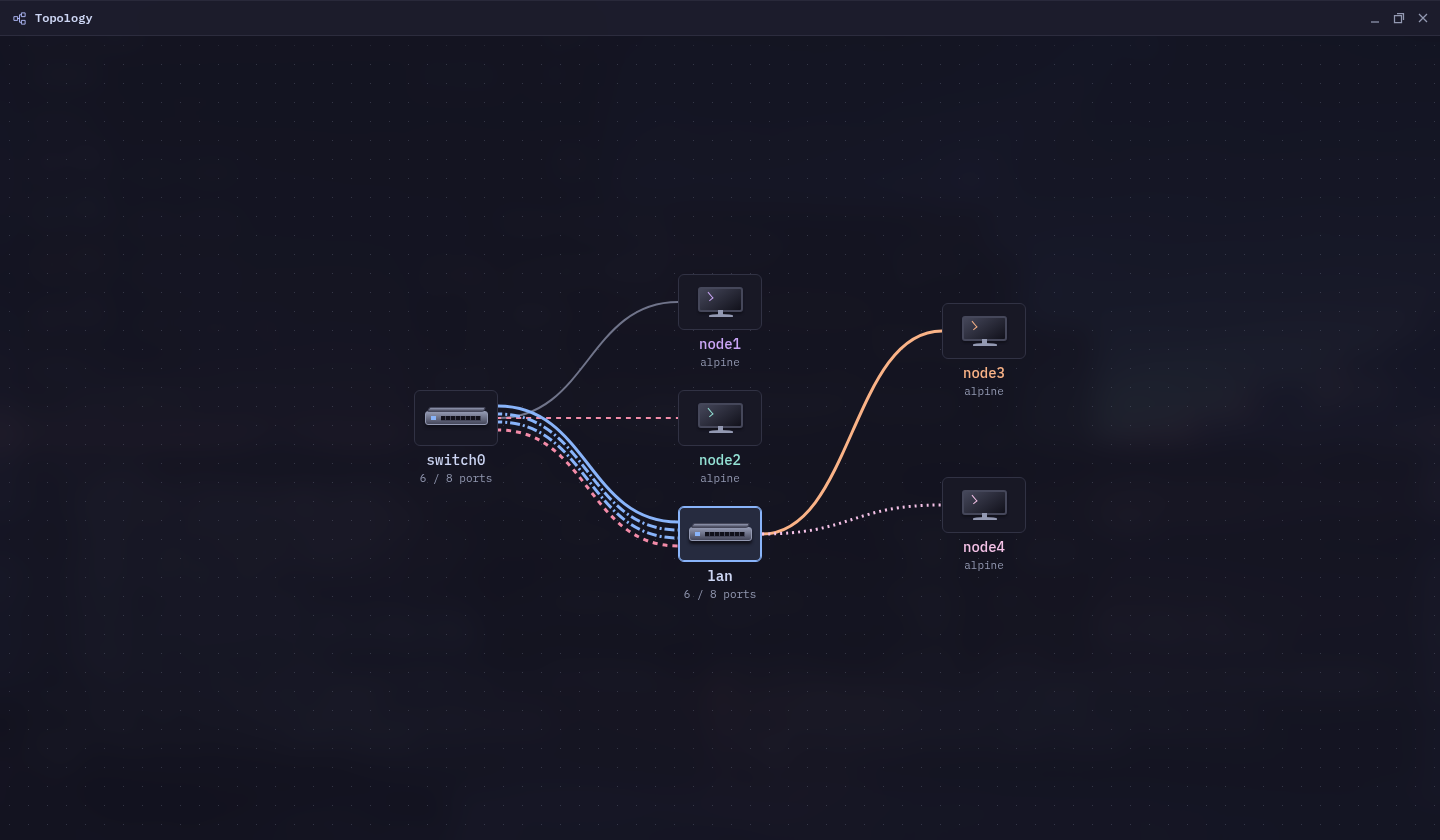 Topology
node1
alpine
node3
alpine
switch0
6 / 8 ports
node2
alpine
node4
alpine
lan
6 / 8 ports